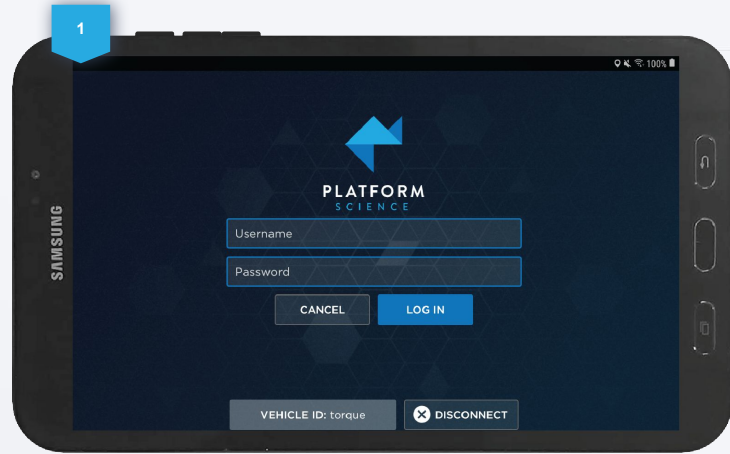 1
100%
PLATFORM
SCIENCE
Username
Password
CANCEL LOG IN
VEHICLE ID: torque DISCONNECT
SAMSUNG